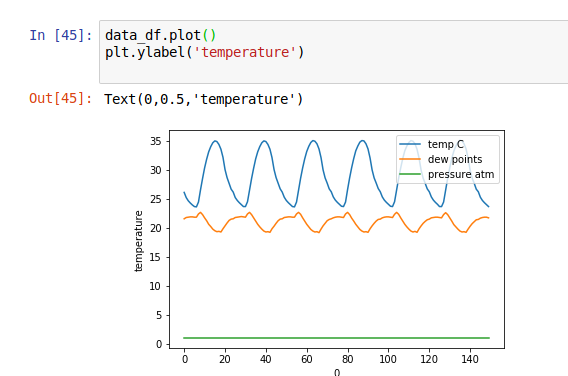 In [45]: data_df.plot()
plt.ylabel('temperature')
Out[45]: Text(0,0.5,'temperature')
35
30
25
20
15
10
5
0
temperature
temp C
dew points
pressure atm
0 20 40 60 80 100 120 140
0